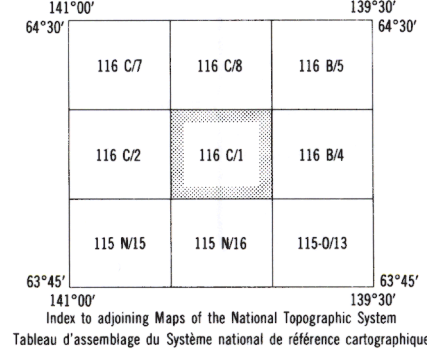 141°00' 139°30'
64°30' 64°30'
116 C/7 116 C/8 116 B/5
116 C/2 116 C/1 116 B/4
115 N/15 115 N/16 115-O/13
63°45' 63°45'
141°00' 139°30'
Index to adjoining Maps of the National Topographic System
Tableau d'assemblage du Système national de référence cartographique